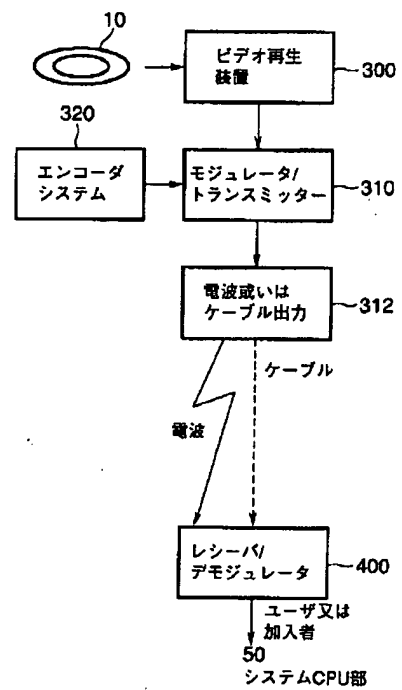 10
ビデオ再生
装置
300
320
エンコーダ
システム
モジュレータ/
トランスミッター
310
電波或いは
ケーブル出力
312
ケーブル
電波
レシーバ/
デモジュレータ
400
ユーザ又は
加入者
50
システムCPU部